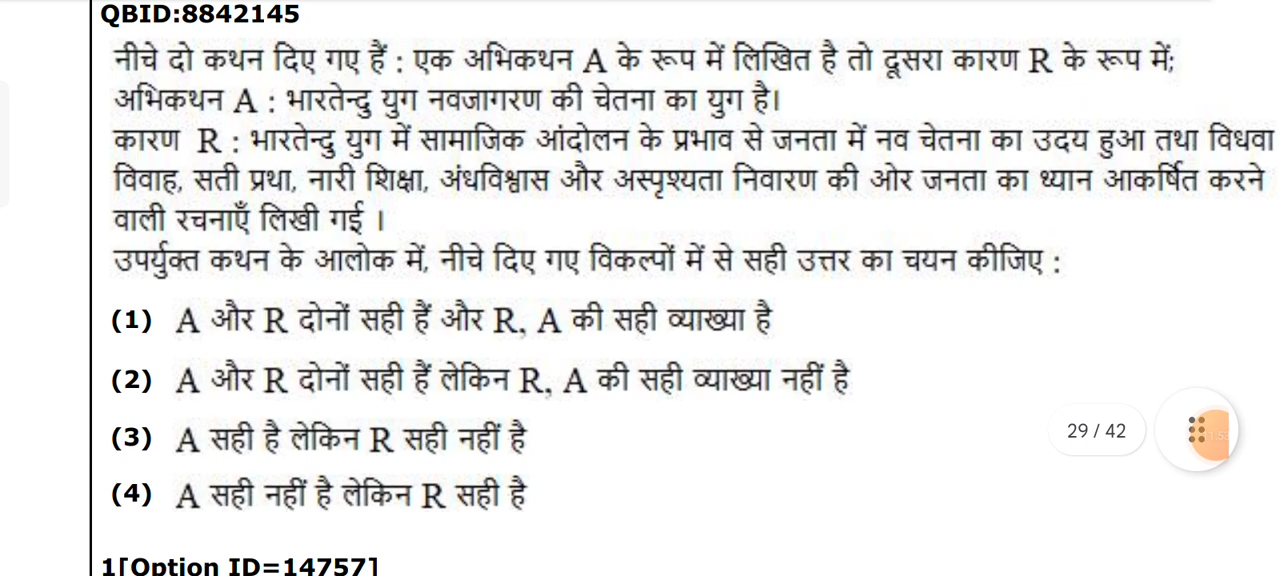 QBID:8842145
नीचे दो कथन दिए गए हैं : एक अभिकथन A के रूप में लिखित है तो दूसरा कारण R के रूप में;
अभिकथन A : भारतेन्दु युग नवजागरण की चेतना का युग है।
कारण R : भारतेन्दु युग में सामाजिक आंदोलन के प्रभाव से जनता में नव चेतना का उदय हुआ तथा विधवा
विवाह, सती प्रथा, नारी शिक्षा, अंधविश्वास और अस्पृश्यता निवारण की ओर जनता का ध्यान आकर्षित करने
वाली रचनाएँ लिखी गई ।
उपर्युक्त कथन के आलोक में, नीचे दिए गए विकल्पों में से सही उत्तर का चयन कीजिए :
(1) A और R दोनों सही हैं और R, A की सही व्याख्या है
(2) A और R दोनों सही हैं लेकिन R, A की सही व्याख्या नहीं है
(3) A सही है लेकिन R सही नहीं है
29 / 42
(4) A सही नहीं है लेकिन R सही है
1[Option ID=14757]